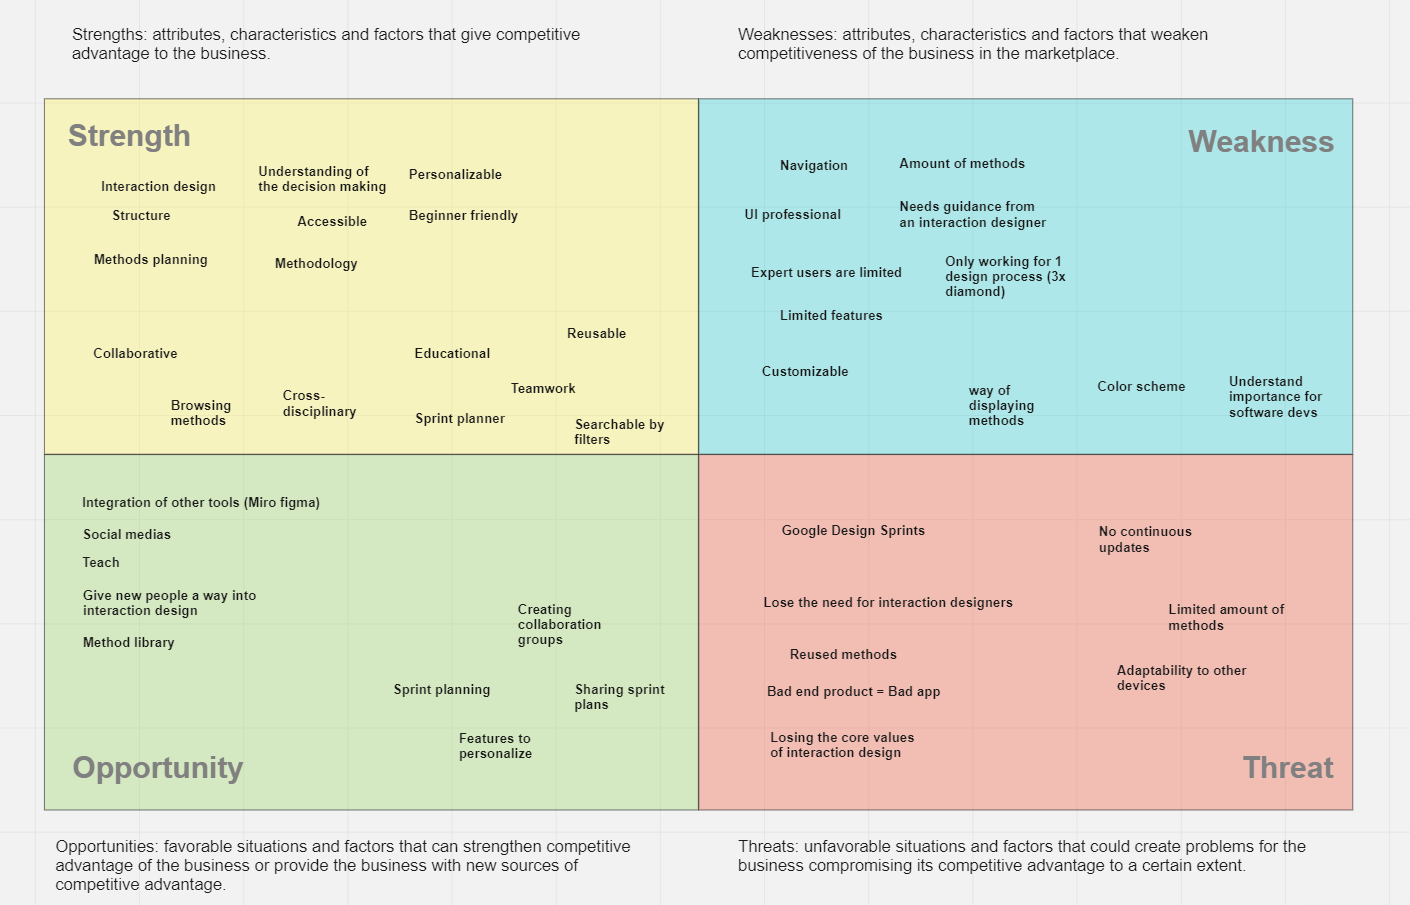 Strengths: attributes, characteristics and factors that give competitive
advantage to the business.
Weaknesses: attributes, characteristics and factors that weaken
competitiveness of the business in the marketplace.
Strength
Interaction design
Understanding of
the decision making
Personalizable
Structure
Accessible
Beginner friendly
Methods planning
Methodology
Reusable
Collaborative
Educational
Teamwork
Browsing
methods
Cross-
disciplinary
Sprint planner
Searchable by
filters
Weakness
Navigation
Amount of methods
UI professional
Needs guidance from
an interaction designer
Expert users are limited
Only working for 1
design process (3x
diamond)
Limited features
Customizable
way of
displaying
methods
Color scheme
Understand
importance for
software devs
Integration of other tools (Miro figma)
Social medias
Teach
Give new people a way into
interaction design
Method library
Creating
collaboration
groups
Sprint planning
Sharing sprint
plans
Features to
personalize
Opportunity
Google Design Sprints
No continuous
updates
Lose the need for interaction designers
Limited amount of
methods
Reused methods
Adaptability to other
devices
Bad end product = Bad app
Losing the core values
of interaction design
Threat
Opportunities: favorable situations and factors that can strengthen competitive
advantage of the business or provide the business with new sources of
competitive advantage.
Threats: unfavorable situations and factors that could create problems for the
business compromising its competitive advantage to a certain extent.